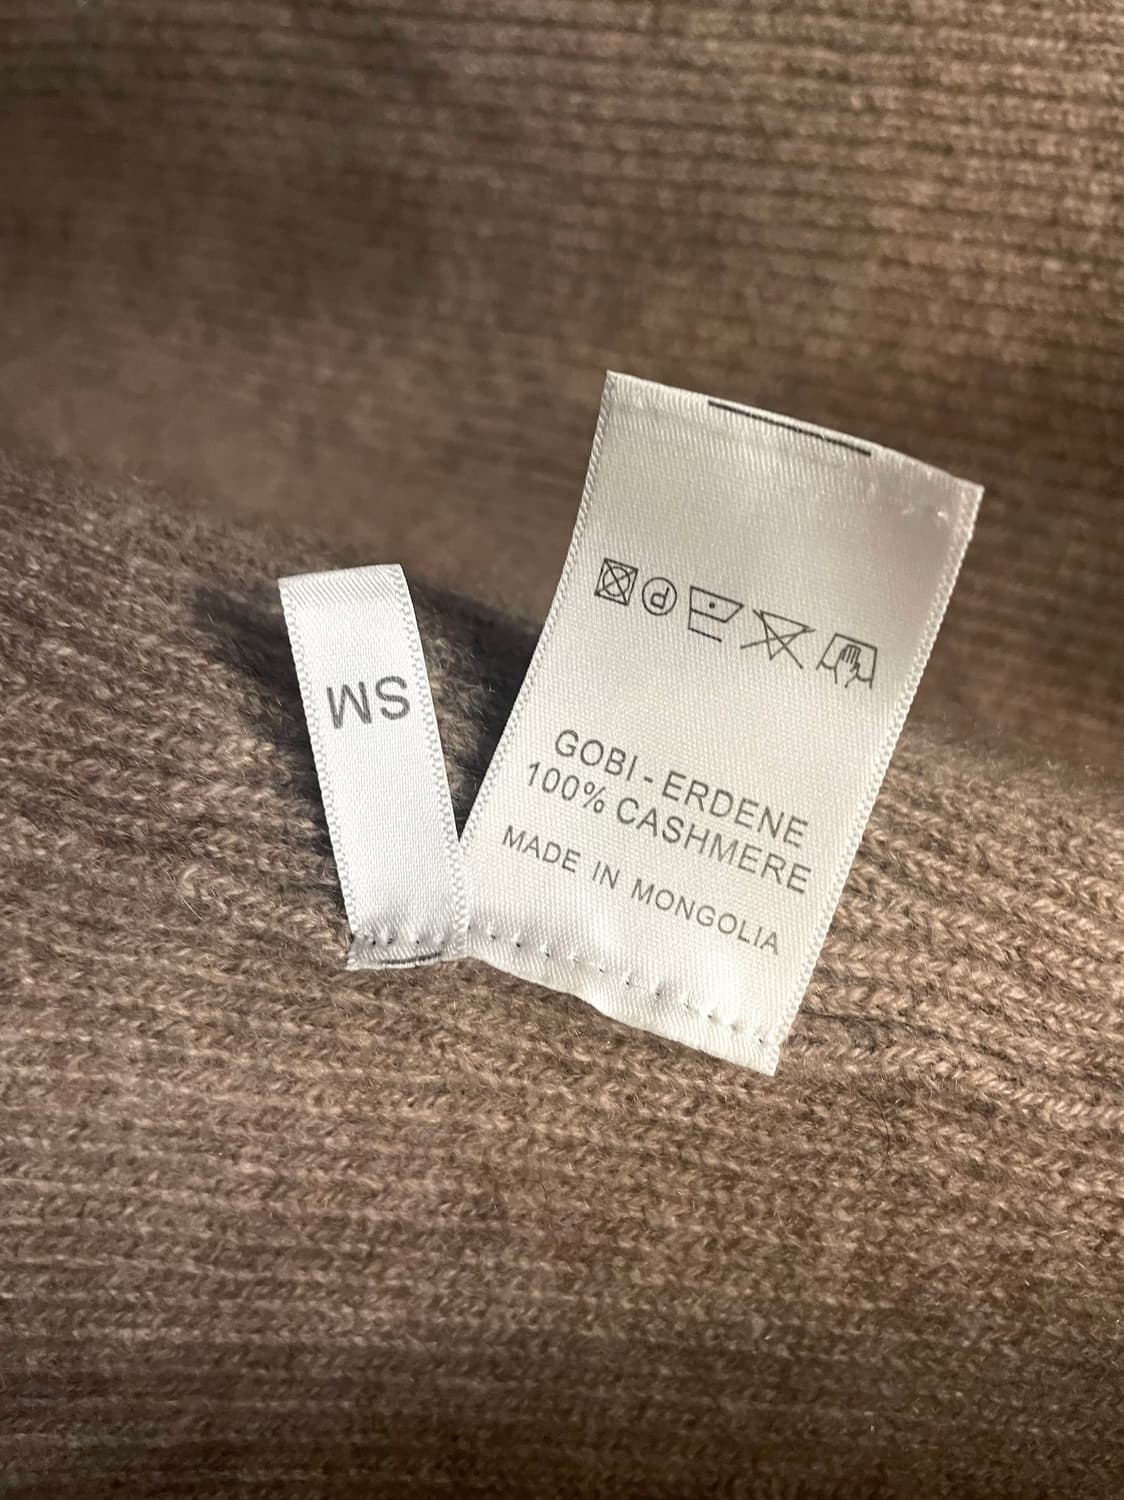 SM
GOBI - ERDENE
100% CASHMERE
MADE IN MONGOLIA